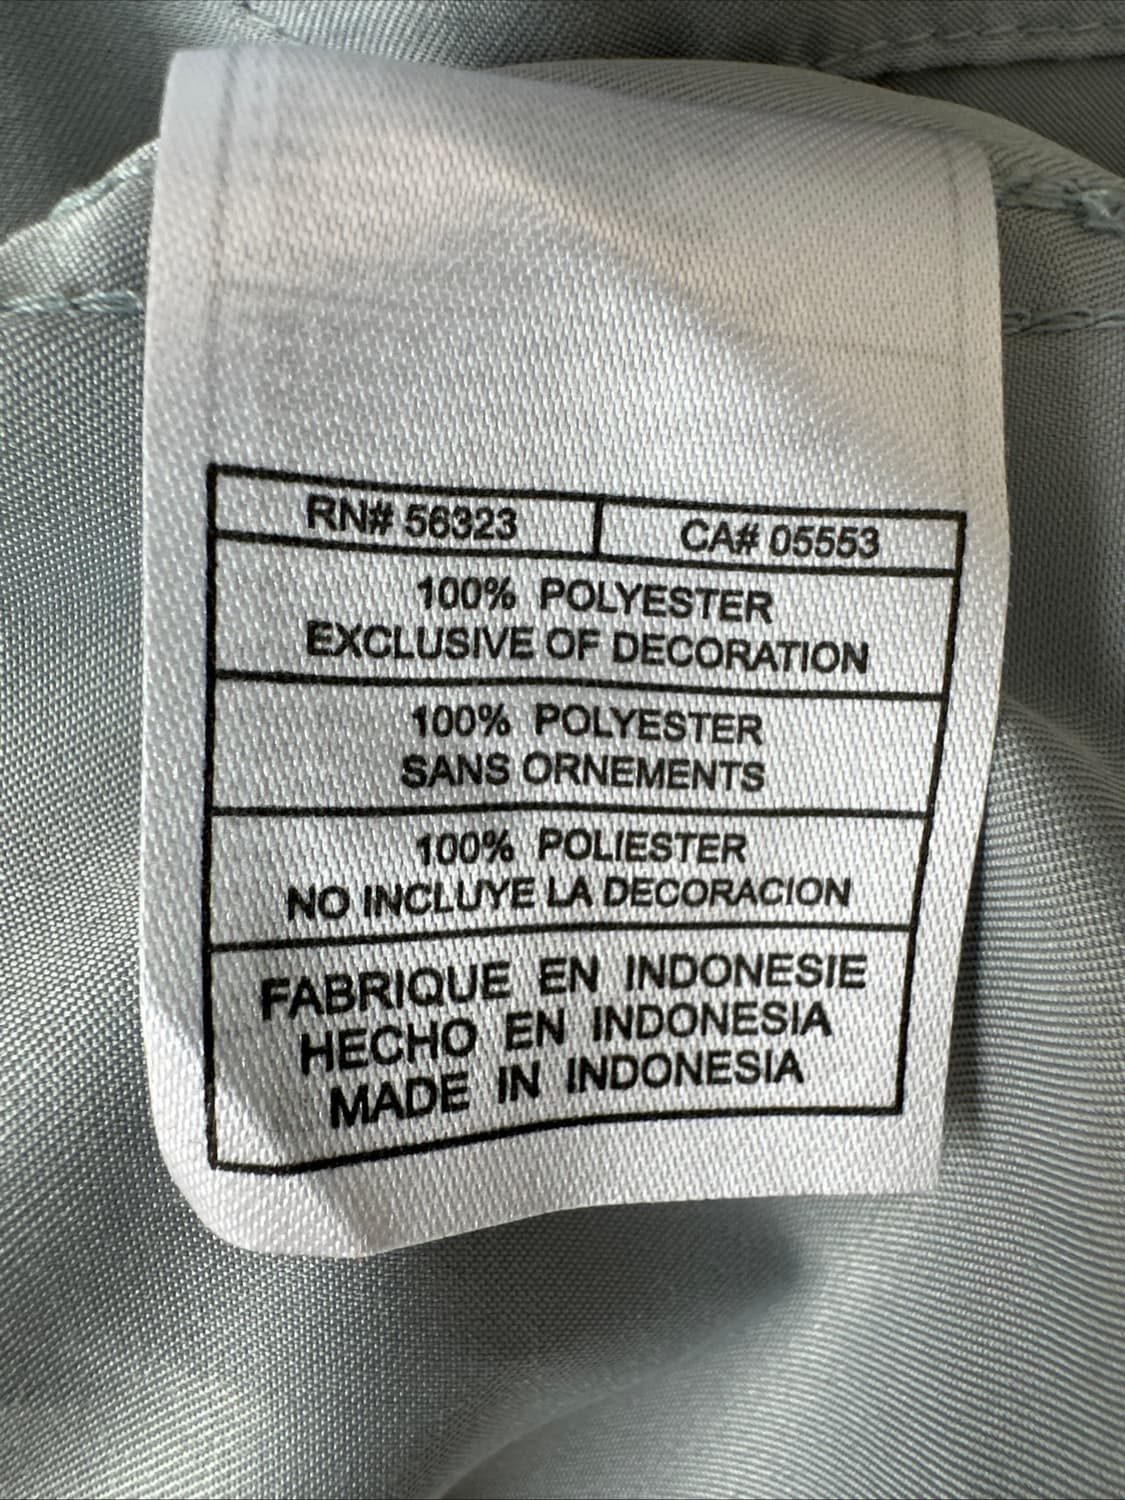 RN# 56323 CA# 05553
100% POLYESTER
EXCLUSIVE OF DECORATION
100% POLYESTER
SANS ORNEMENTS
100% POLIESTER
NO INCLUYE LA DECORACION
FABRIQUE EN INDONESIE
HECHO EN INDONESIA
MADE IN INDONESIA